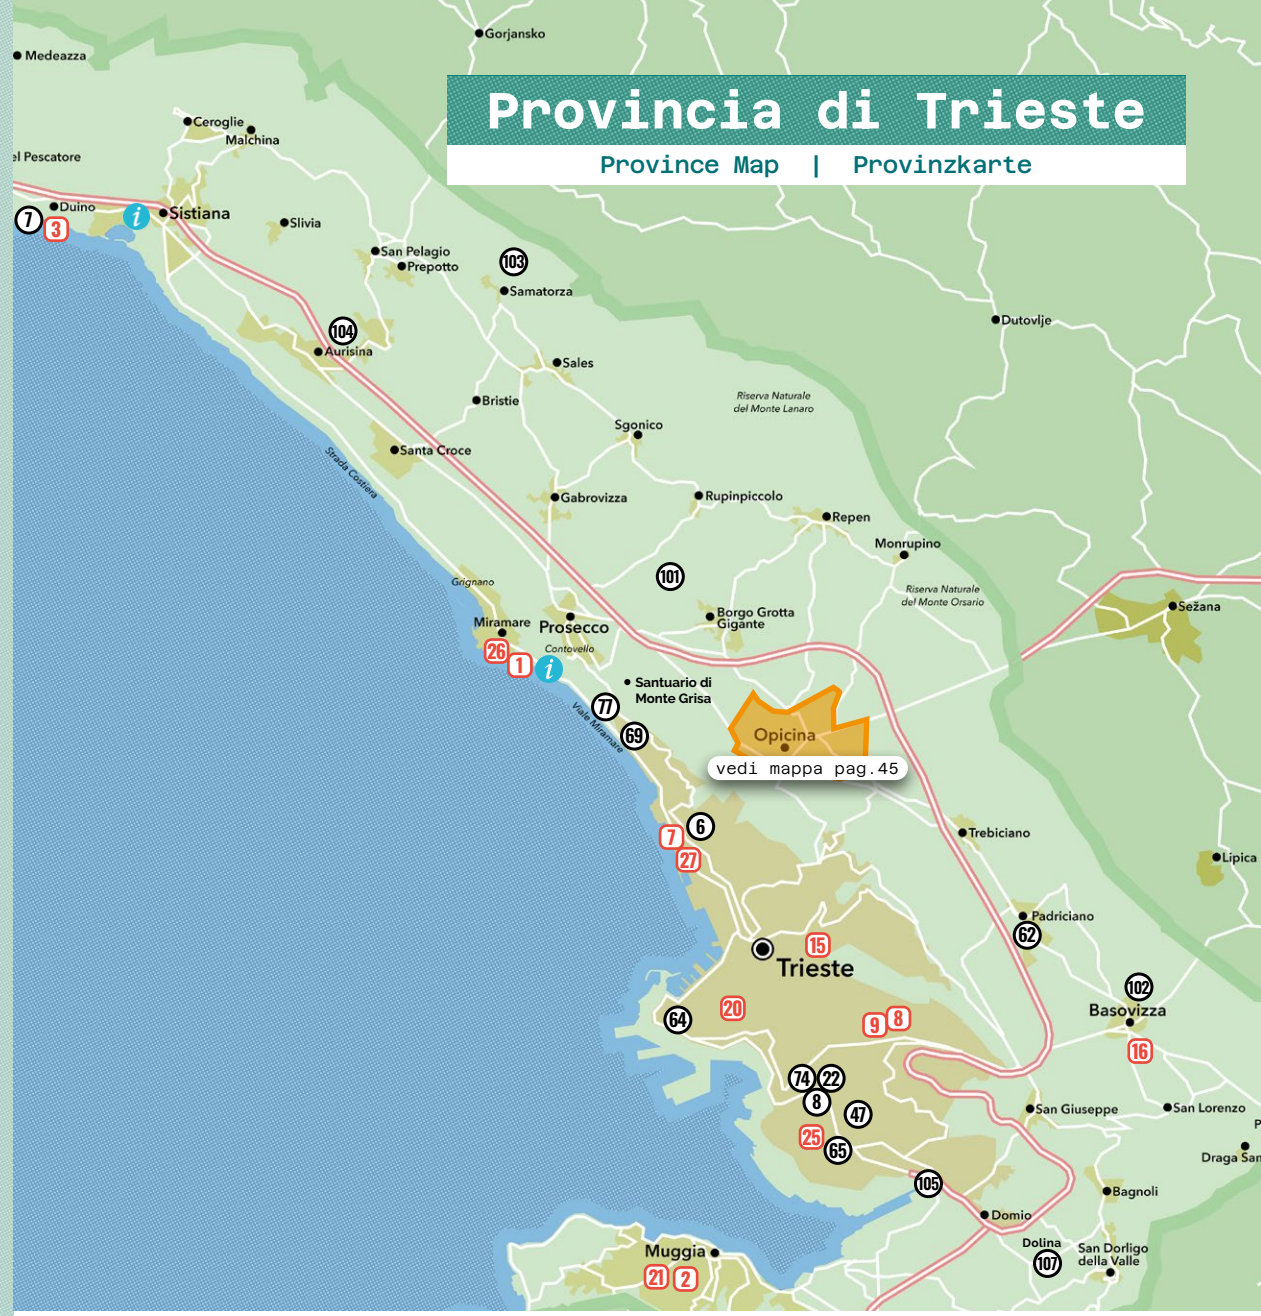 Gorjansko
Medeazza
Provincia di Trieste
Province Map | Provinzkarte
Ceroglie
Malchina
el Pescatore
Duino
7
3
i
Sistiana
Slivia
San Pelagio
Prepotto
103
Samatorza
104
Aurisina
Dutovlje
Sales
Bristie
Riserva Naturale
del Monte Lanaro
Sgonico
Santa Croce
Strada Costiera
Gabrovizza
Rupinpiccolo
Repen
Monrupino
101
Grignano
Riserva Naturale
del Monte Orsario
Sežana
Borgo Grotta
Gigante
Miramare
Prosecco
Contovello
26
1
i
Santuario di
Monte Grisa
77
Viale Miramare
69
Opicina
vedi mappa pag.45
6
7
27
Trebiciano
Lipica
Padriciano
62
15
Trieste
102
Basovizza
16
20
64
9
8
74
22
8
47
25
65
San Giuseppe
San Lorenzo
P
Draga San
105
Bagnoli
Domio
Dolina
107
San Dorligo
della Valle
Muggia
21
2